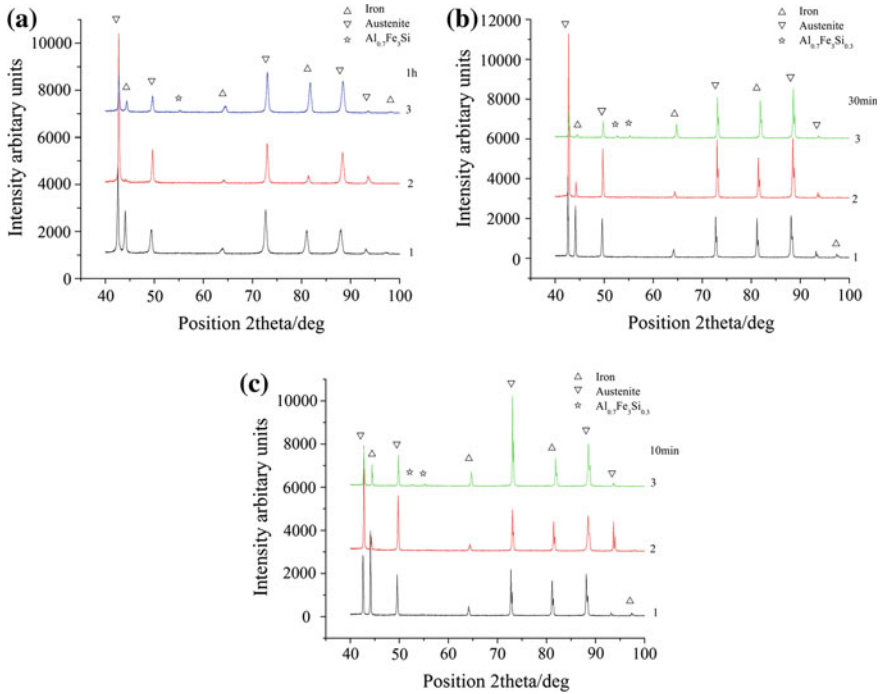 (a)
Iron
Austenite
Al0.7Fe3Si
1h
3
2
1
10000
8000
6000
4000
2000
0
Intensity arbitary units
40 50 60 70 80 90 100
Position 2theta/deg
(b)
Iron
Austenite
Al0.7Fe3Si0.3
30min
3
2
1
12000
10000
8000
6000
4000
2000
0
Intensity arbitary units
40 50 60 70 80 90 100
Position 2theta/deg
(c)
Iron
Austenite
Al0.7Fe3Si0.3
10min
3
2
1
10000
8000
6000
4000
2000
0
Intensity arbitary units
40 50 60 70 80 90 100
Position 2theta/deg